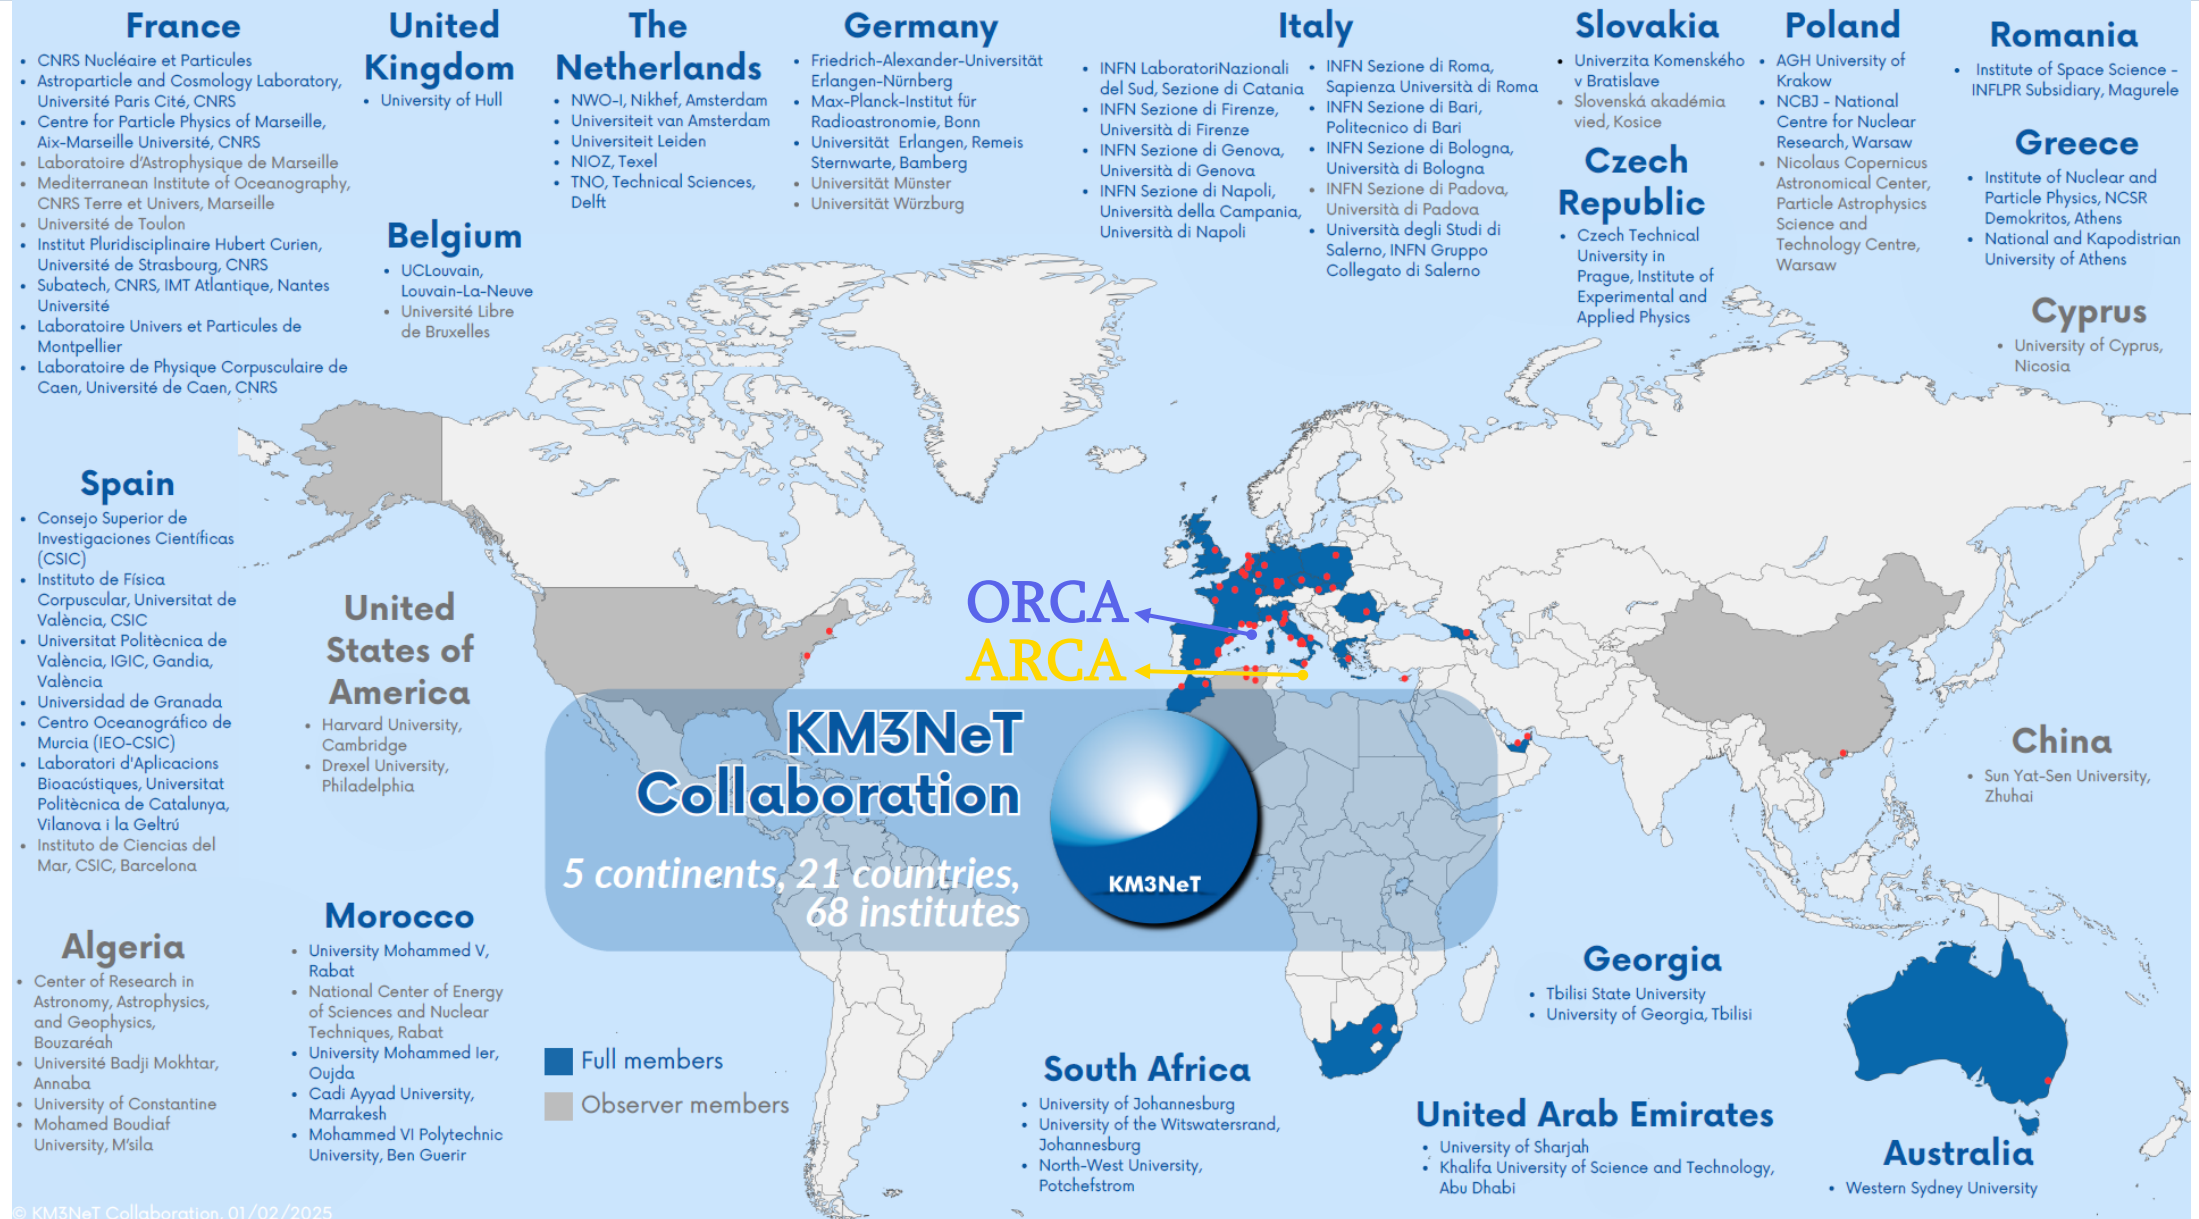 France
• CNRS Nucléaire et Particules
• Astroparticle and Cosmology Laboratory,
Université Paris Cité, CNRS
• Centre for Particle Physics of Marseille,
Aix-Marseille Université, CNRS
• Laboratoire d'Astrophysique de Marseille
• Mediterranean Institute of Oceanography,
CNRS Terre et Univers, Marseille
• Université de Toulon
• Institut Pluridisciplinaire Hubert Curien,
Université de Strasbourg, CNRS
• Subatech, CNRS, IMT Atlantique, Nantes
Université
• Laboratoire Univers et Particules de
Montpellier
• Laboratoire de Physique Corpusculaire de
Caen, Université de Caen, CNRS
United
Kingdom
• University of Hull
Belgium
• UCLouvain,
Louvain-La-Neuve
• Université Libre
de Bruxelles
The
Netherlands
• NWO-I, Nikhef, Amsterdam
• Universiteit van Amsterdam
• Universiteit Leiden
• NIOZ, Texel
• TNO, Technical Sciences,
Delft
Germany
• Friedrich-Alexander-Universität
Erlangen-Nürnberg
• Max-Planck-Institut für
Radioastronomie, Bonn
• Universität Erlangen, Remeis
Sternwarte, Bamberg
• Universität Münster
• Universität Würzburg
Italy
• INFN LaboratoriNazionali
del Sud, Sezione di Catania
• INFN Sezione di Firenze,
Università di Firenze
• INFN Sezione di Genova,
Università di Genova
• INFN Sezione di Napoli,
Università della Campania,
Università di Napoli
• INFN Sezione di Roma,
Sapienza Università di Roma
• INFN Sezione di Bari,
Politecnico di Bari
• INFN Sezione di Bologna,
Università di Bologna
• INFN Sezione di Padova,
Università di Padova
• Università degli Studi di
Salerno, INFN Gruppo
Collegato di Salerno
Slovakia
• Univerzita Komenského
v Bratislave
• Slovenská akadémia
vied, Kosice
Czech
Republic
• Czech Technical
University in
Prague, Institute of
Experimental and
Applied Physics
Poland
• AGH University of
Krakow
• NCBJ - National
Centre for Nuclear
Research, Warsaw
• Nicolaus Copernicus
Astronomical Center,
Particle Astrophysics
Science and
Technology Centre,
Warsaw
Romania
• Institute of Space Science -
INFLPR Subsidiary, Magurele
Greece
• Institute of Nuclear and
Particle Physics, NCSR
Demokritos, Athens
• National and Kapodistrian
University of Athens
Cyprus
• University of Cyprus,
Nicosia
Spain
• Consejo Superior de
Investigaciones Científicas
(CSIC)
• Instituto de Física
Corpuscular, Universitat de
València, CSIC
• Universitat Politècnica de
València, IGIC, Gandia,
València
• Universidad de Granada
• Centro Oceanográfico de
Murcia (IEO-CSIC)
• Laboratori d'Aplicacions
Bioacústiques, Universitat
Politècnica de Catalunya,
Vilanova i la Geltrú
• Instituto de Ciencias del
Mar, CSIC, Barcelona
United
States of
America
• Harvard University,
Cambridge
• Drexel University,
Philadelphia
ORCA
ARCA
KM3NeT
Collaboration
5 continents, 21 countries,
68 institutes
KM3NeT
China
• Sun Yat-Sen University,
Zhuhai
Algeria
• Center of Research in
Astronomy, Astrophysics,
and Geophysics,
Bouzaréah
• Université Badji Mokhtar,
Annaba
• University of Constantine
• Mohamed Boudiaf
University, M'sila
Morocco
• University Mohammed V,
Rabat
• National Center of Energy
of Sciences and Nuclear
Techniques, Rabat
• University Mohammed Ier,
Oujda
• Cadi Ayyad University,
Marrakesh
• Mohammed VI Polytechnic
University, Ben Guerir
Full members
Observer members
South Africa
• University of Johannesburg
• University of the Witswatersrand,
Johannesburg
• North-West University,
Potchefstrom
Georgia
• Tbilisi State University
• University of Georgia, Tbilisi
United Arab Emirates
• University of Sharjah
• Khalifa University of Science and Technology,
Abu Dhabi
Australia
• Western Sydney University
© KM3NeT Collaboration, 01/02/2025